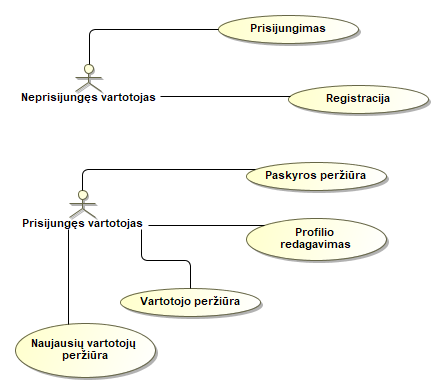 Prisijungimas
Neprisijungęs vartotojas
Registracija
Paskyros peržiūra
Prisijungęs vartotojas
Profilio
redagavimas
Vartotojo peržiūra
Naujausių vartotojų
peržiūra